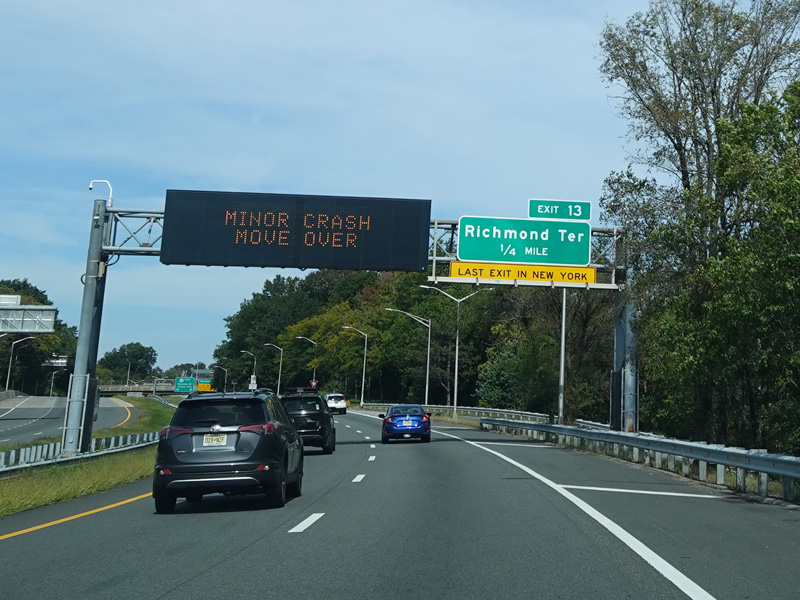 MINOR CRASH
MOVE OVER
EXIT 13
Richmond Ter
1/4 MILE
LAST EXIT IN NEW YORK